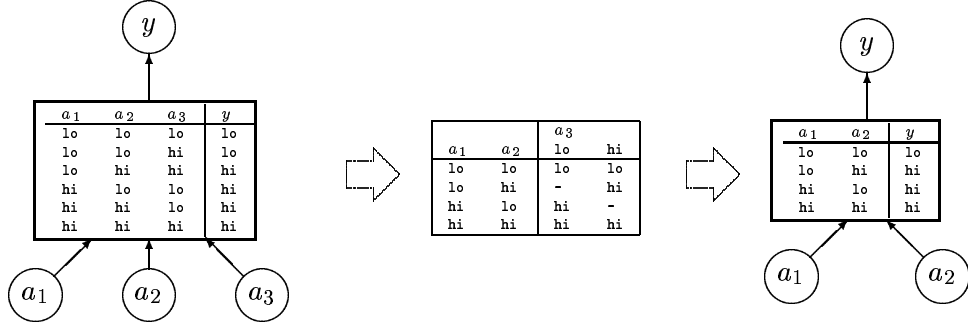 y
a1 a2 a3 y
lo lo lo lo
lo lo hi lo
lo hi hi hi
hi lo lo hi
hi hi lo hi
hi hi hi hi
a1 a2 a3
a3
a1 a2 lo hi
lo lo lo lo
lo hi - hi
hi lo hi -
hi hi hi hi
y
a1 a2 y
lo lo lo
lo hi hi
hi lo hi
hi hi hi
a1 a2